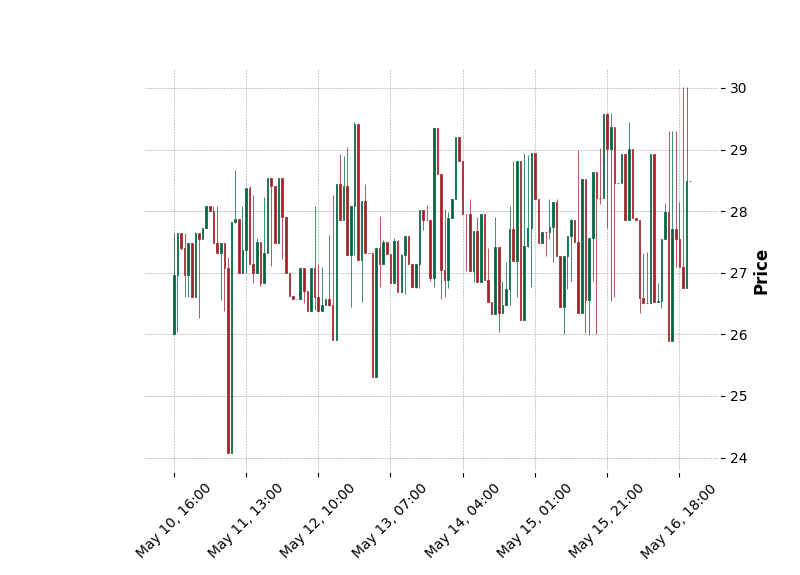 30
29
28
27
26
25
24
Price
May 10, 16:00
May 11, 13:00
May 12, 10:00
May 13, 07:00
May 14, 04:00
May 15, 01:00
May 15, 21:00
May 16, 18:00